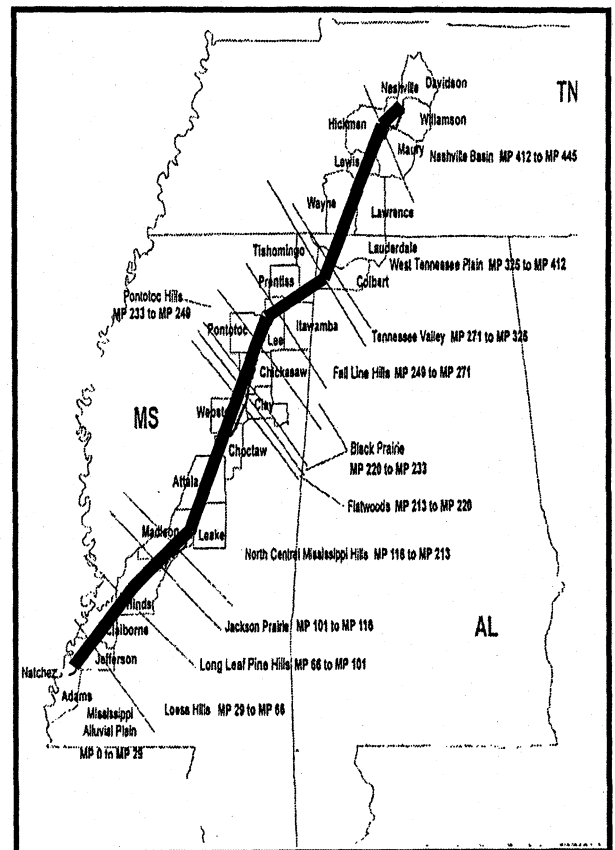 Davidson
Nashville
TN
Williamson
Hickman
Maury
Nashville Basin MP 412 to MP 445
Lewis
Wayne
Lawrence
Lauderdale
Tishomingo
West Tennessee Plain MP 325 to MP 412
Colbert
Prentiss
Pontotoc Hills
MP 233 to MP 249
Itawamba
Pontotoc
Lee
Tennessee Valley MP 271 to MP 325
Chickasaw
Fall Line Hills MP 249 to MP 271
Clay
MS
Choctaw
Black Prairie
MP 220 to MP 233
Attala
Flatwoods MP 213 to MP 220
Madison
Leake
North Central Mississippi Hills MP 116 to MP 213
Hinds
Jackson Prairie MP 101 to MP 116
AL
Claiborne
Jefferson
Long Leaf Pine Hills MP 66 to MP 101
Natchez
Adams
Mississippi
Alluvial Plain
MP 0 to MP 29
Loess Hills MP 29 to MP 66